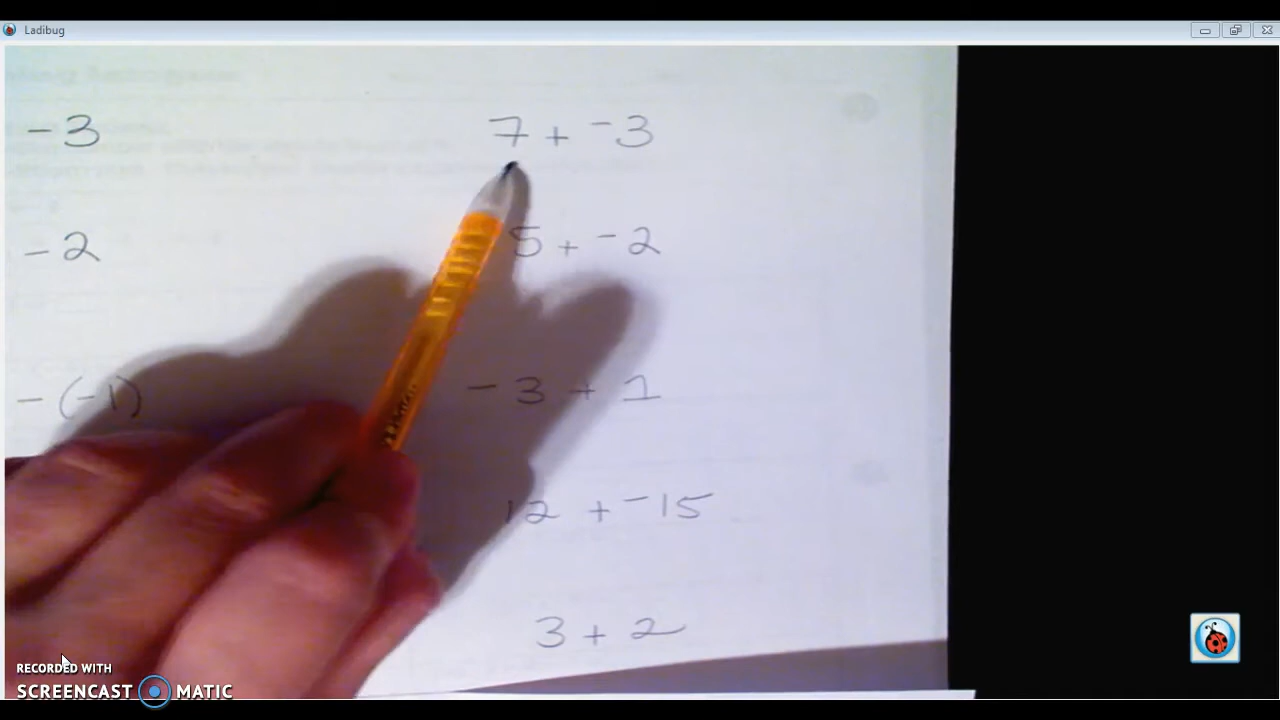 Ladibug
-3 7 + -3
-2 5 + -2
-(-1) -3 + 1
12 + -15
3 + 2
RECORDED WITH
SCREENCAST MATIC